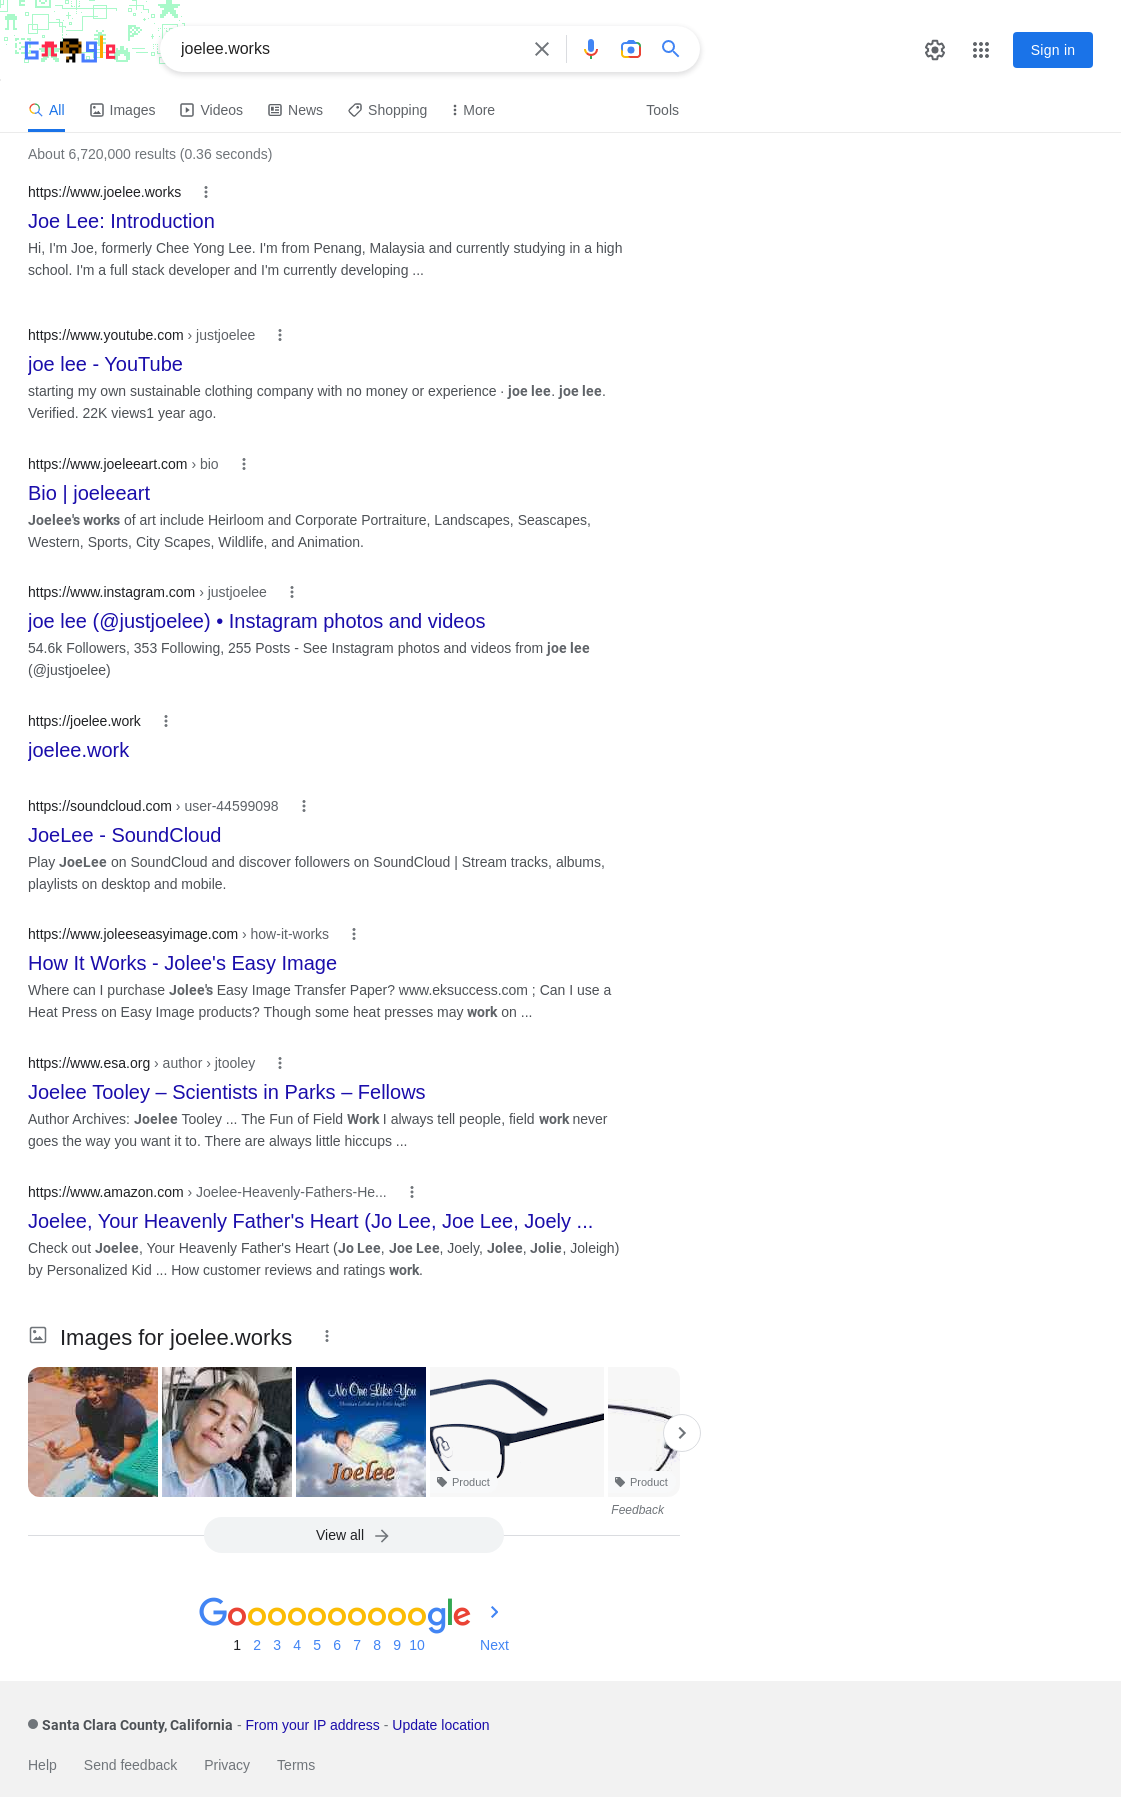 Google
joelee.works
Sign in
All Images Videos News Shopping More Tools
About 6,720,000 results (0.36 seconds)
https://www.joelee.works
Joe Lee: Introduction
Hi, I'm Joe, formerly Chee Yong Lee. I'm from Penang, Malaysia and currently studying in a high
school. I'm a full stack developer and I'm currently developing ...
https://www.youtube.com › justjoelee
joe lee - YouTube
starting my own sustainable clothing company with no money or experience · joe lee. joe lee.
Verified. 22K views1 year ago.
https://www.joeleeart.com › bio
Bio | joeleeart
Joelee's works of art include Heirloom and Corporate Portraiture, Landscapes, Seascapes,
Western, Sports, City Scapes, Wildlife, and Animation.
https://www.instagram.com › justjoelee
joe lee (@justjoelee) • Instagram photos and videos
54.6k Followers, 353 Following, 255 Posts - See Instagram photos and videos from joe lee
(@justjoelee)
https://joelee.work
joelee.work
https://soundcloud.com › user-44599098
JoeLee - SoundCloud
Play JoeLee on SoundCloud and discover followers on SoundCloud | Stream tracks, albums,
playlists on desktop and mobile.
https://www.joleeseasyimage.com › how-it-works
How It Works - Jolee's Easy Image
Where can I purchase Jolee's Easy Image Transfer Paper? www.eksuccess.com ; Can I use a
Heat Press on Easy Image products? Though some heat presses may work on ...
https://www.esa.org › author › jtooley
Joelee Tooley – Scientists in Parks – Fellows
Author Archives: Joelee Tooley ... The Fun of Field Work I always tell people, field work never
goes the way you want it to. There are always little hiccups ...
https://www.amazon.com › Joelee-Heavenly-Fathers-He...
Joelee, Your Heavenly Father's Heart (Jo Lee, Joe Lee, Joely ...
Check out Joelee, Your Heavenly Father's Heart (Jo Lee, Joe Lee, Joely, Jolee, Jolie, Joleigh)
by Personalized Kid ... How customer reviews and ratings work.
Images for joelee.works
No One Like You
Christian Lullabies for Little Angels
Joelee
Product
Product
Feedback
View all
Goooooooooogle
1 2 3 4 5 6 7 8 9 10 Next
Santa Clara County, California - From your IP address - Update location
Help Send feedback Privacy Terms